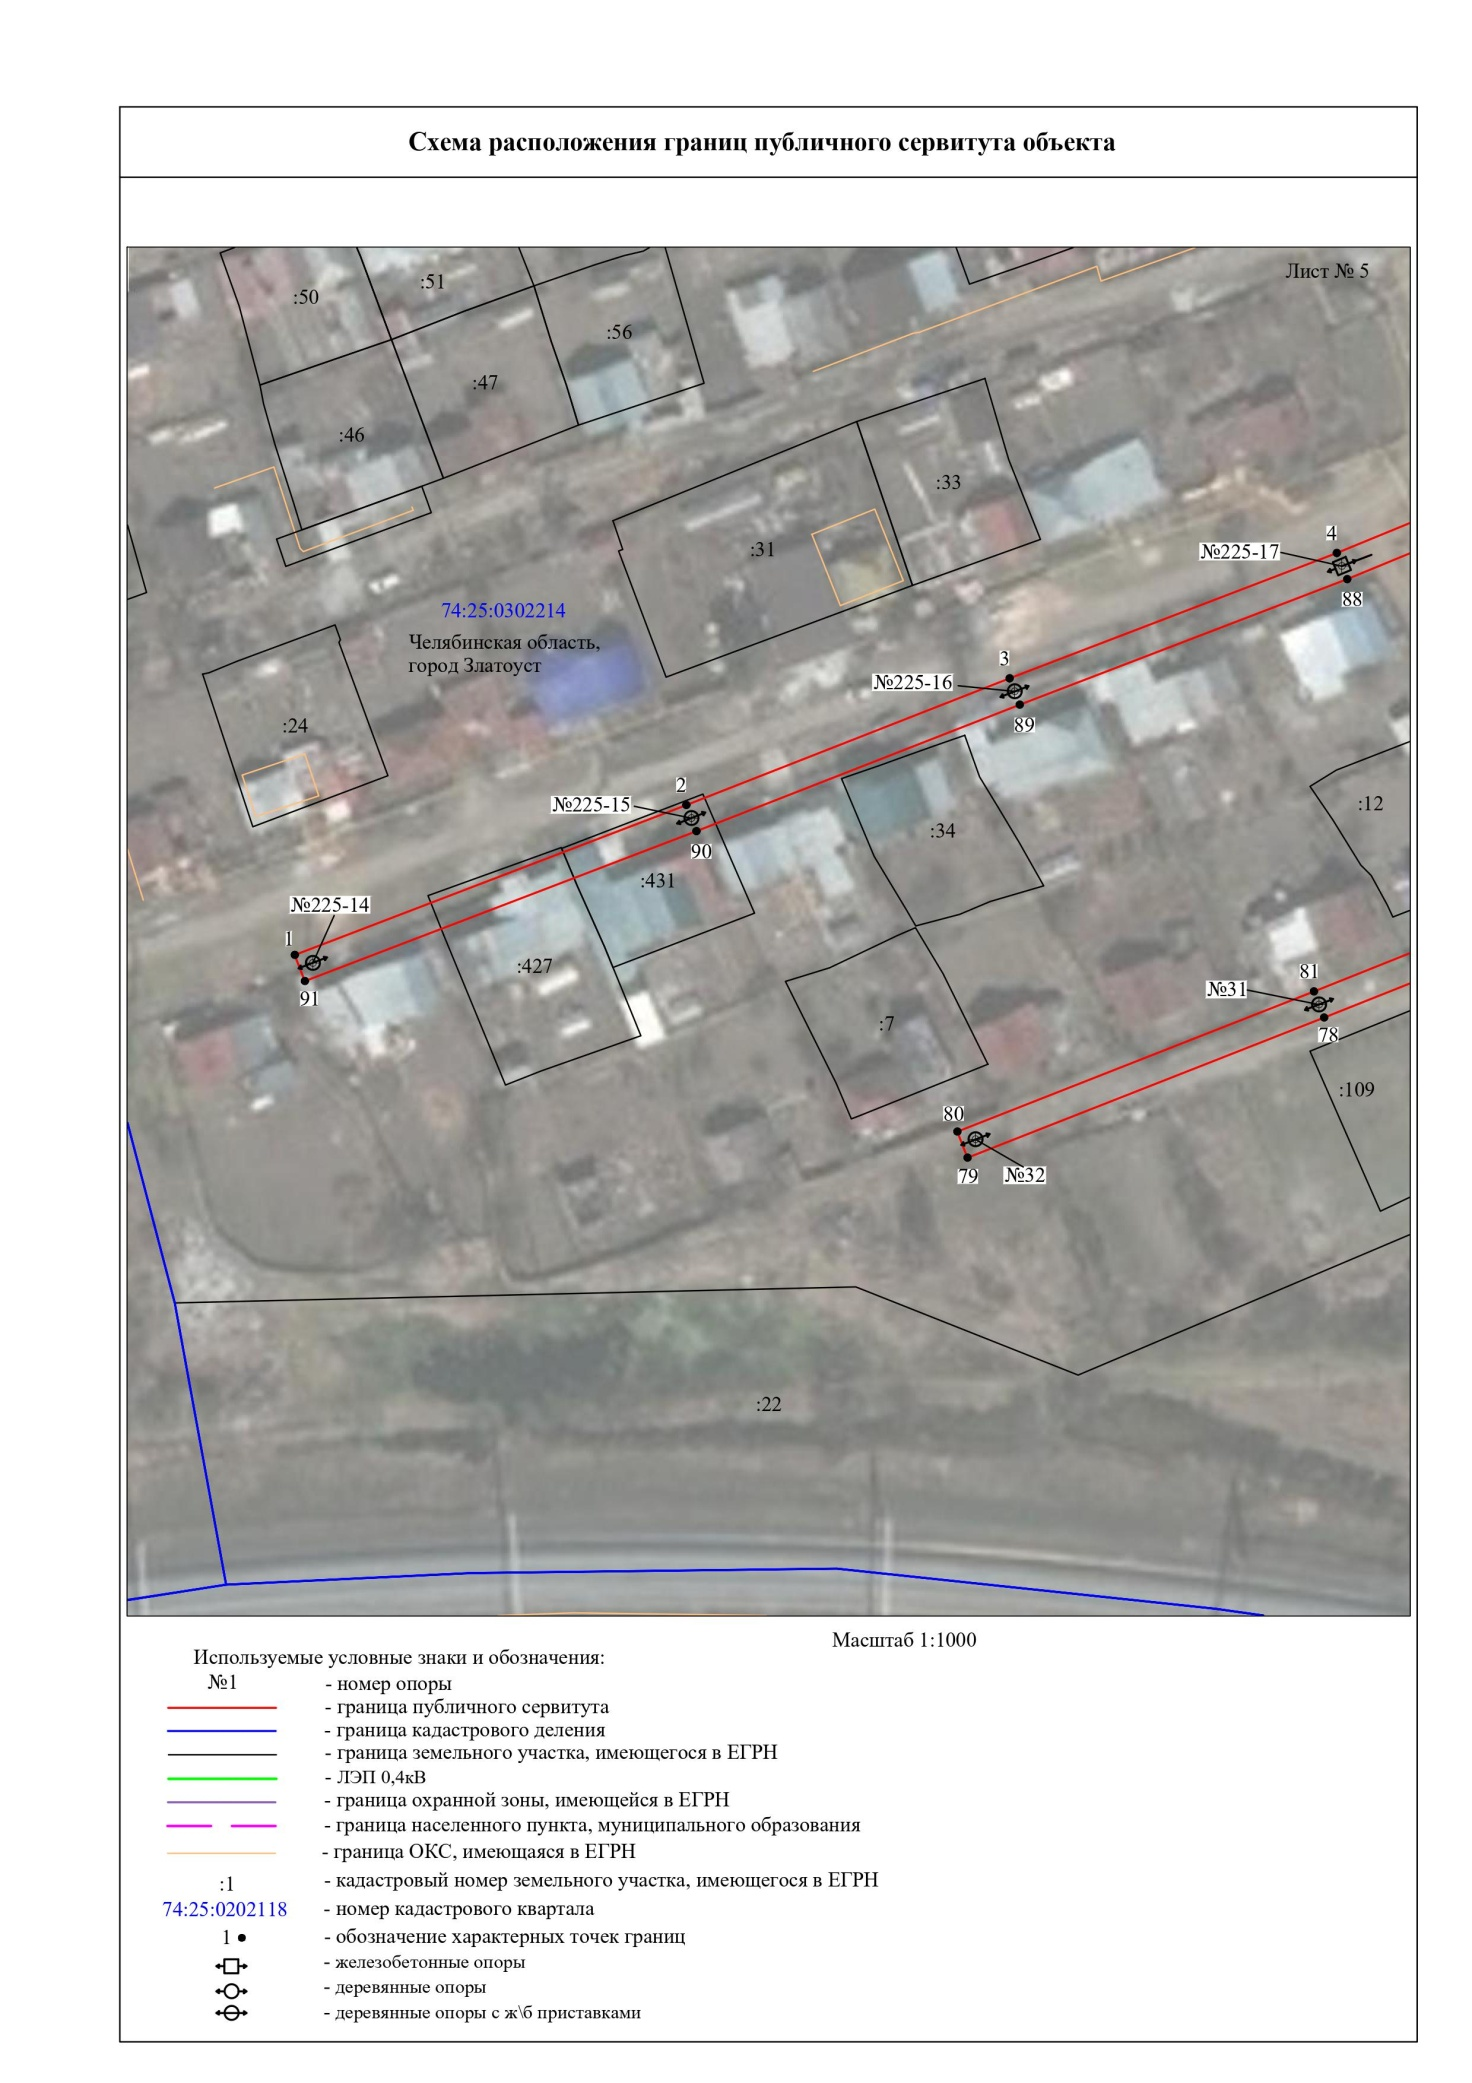 Схема расположения границ публичного сервитута объекта
Лист № 5
:50
:51
:56
:47
:46
:33
:31
4
№225-17
88
74:25:0302214
Челябинская область,
город Златоуст
3
№225-16
89
:24
2
№225-15
90
:12
:34
:431
№225-14
1
91
:427
81
№31
78
:7
:109
80
79
№32
:22
Масштаб 1:1000
Используемые условные знаки и обозначения:
№1 - номер опоры
- граница публичного сервитута
- граница кадастрового деления
- граница земельного участка, имеющегося в ЕГРН
- ЛЭП 0,4кВ
- граница охранной зоны, имеющейся в ЕГРН
- граница населенного пункта, муниципального образования
- граница ОКС, имеющаяся в ЕГРН
:1 - кадастровый номер земельного участка, имеющегося в ЕГРН
74:25:0202118 - номер кадастрового квартала
1 - обозначение характерных точек границ
- железобетонные опоры
- деревянные опоры
- деревянные опоры с ж\б приставками